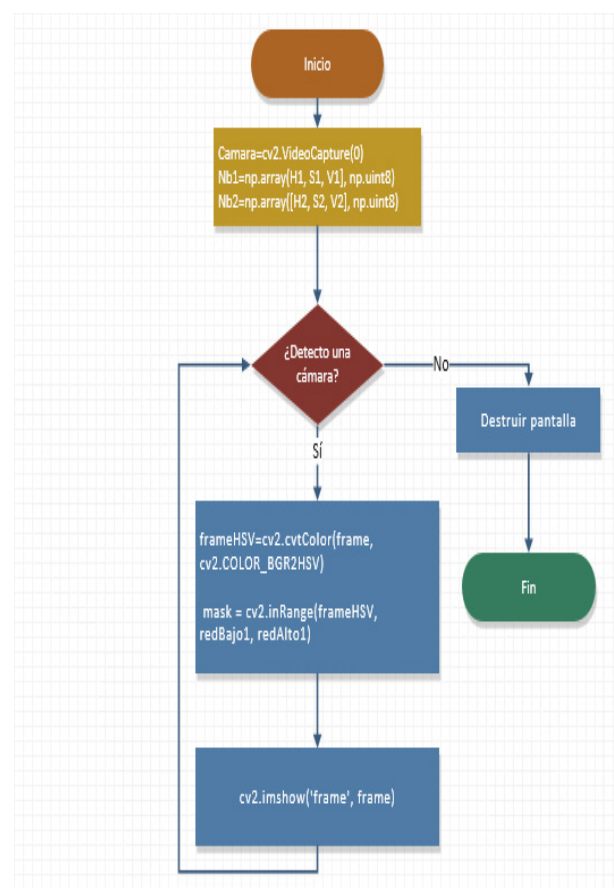 Inicio
Camara=cv2.VideoCapture(0)
Nb1=np.array(H1, S1, V1], np.uint8)
Nb2=np.array([H2, S2, V2], np.uint8)
¿Detecto una
cámara?
No
Destruir pantalla
Sí
frameHSV=cv2.cvtColor(frame,
cv2.COLOR_BGR2HSV)
mask = cv2.inRange(frameHSV,
redBajo1, redAlto1)
Fin
cv2.imshow('frame', frame)